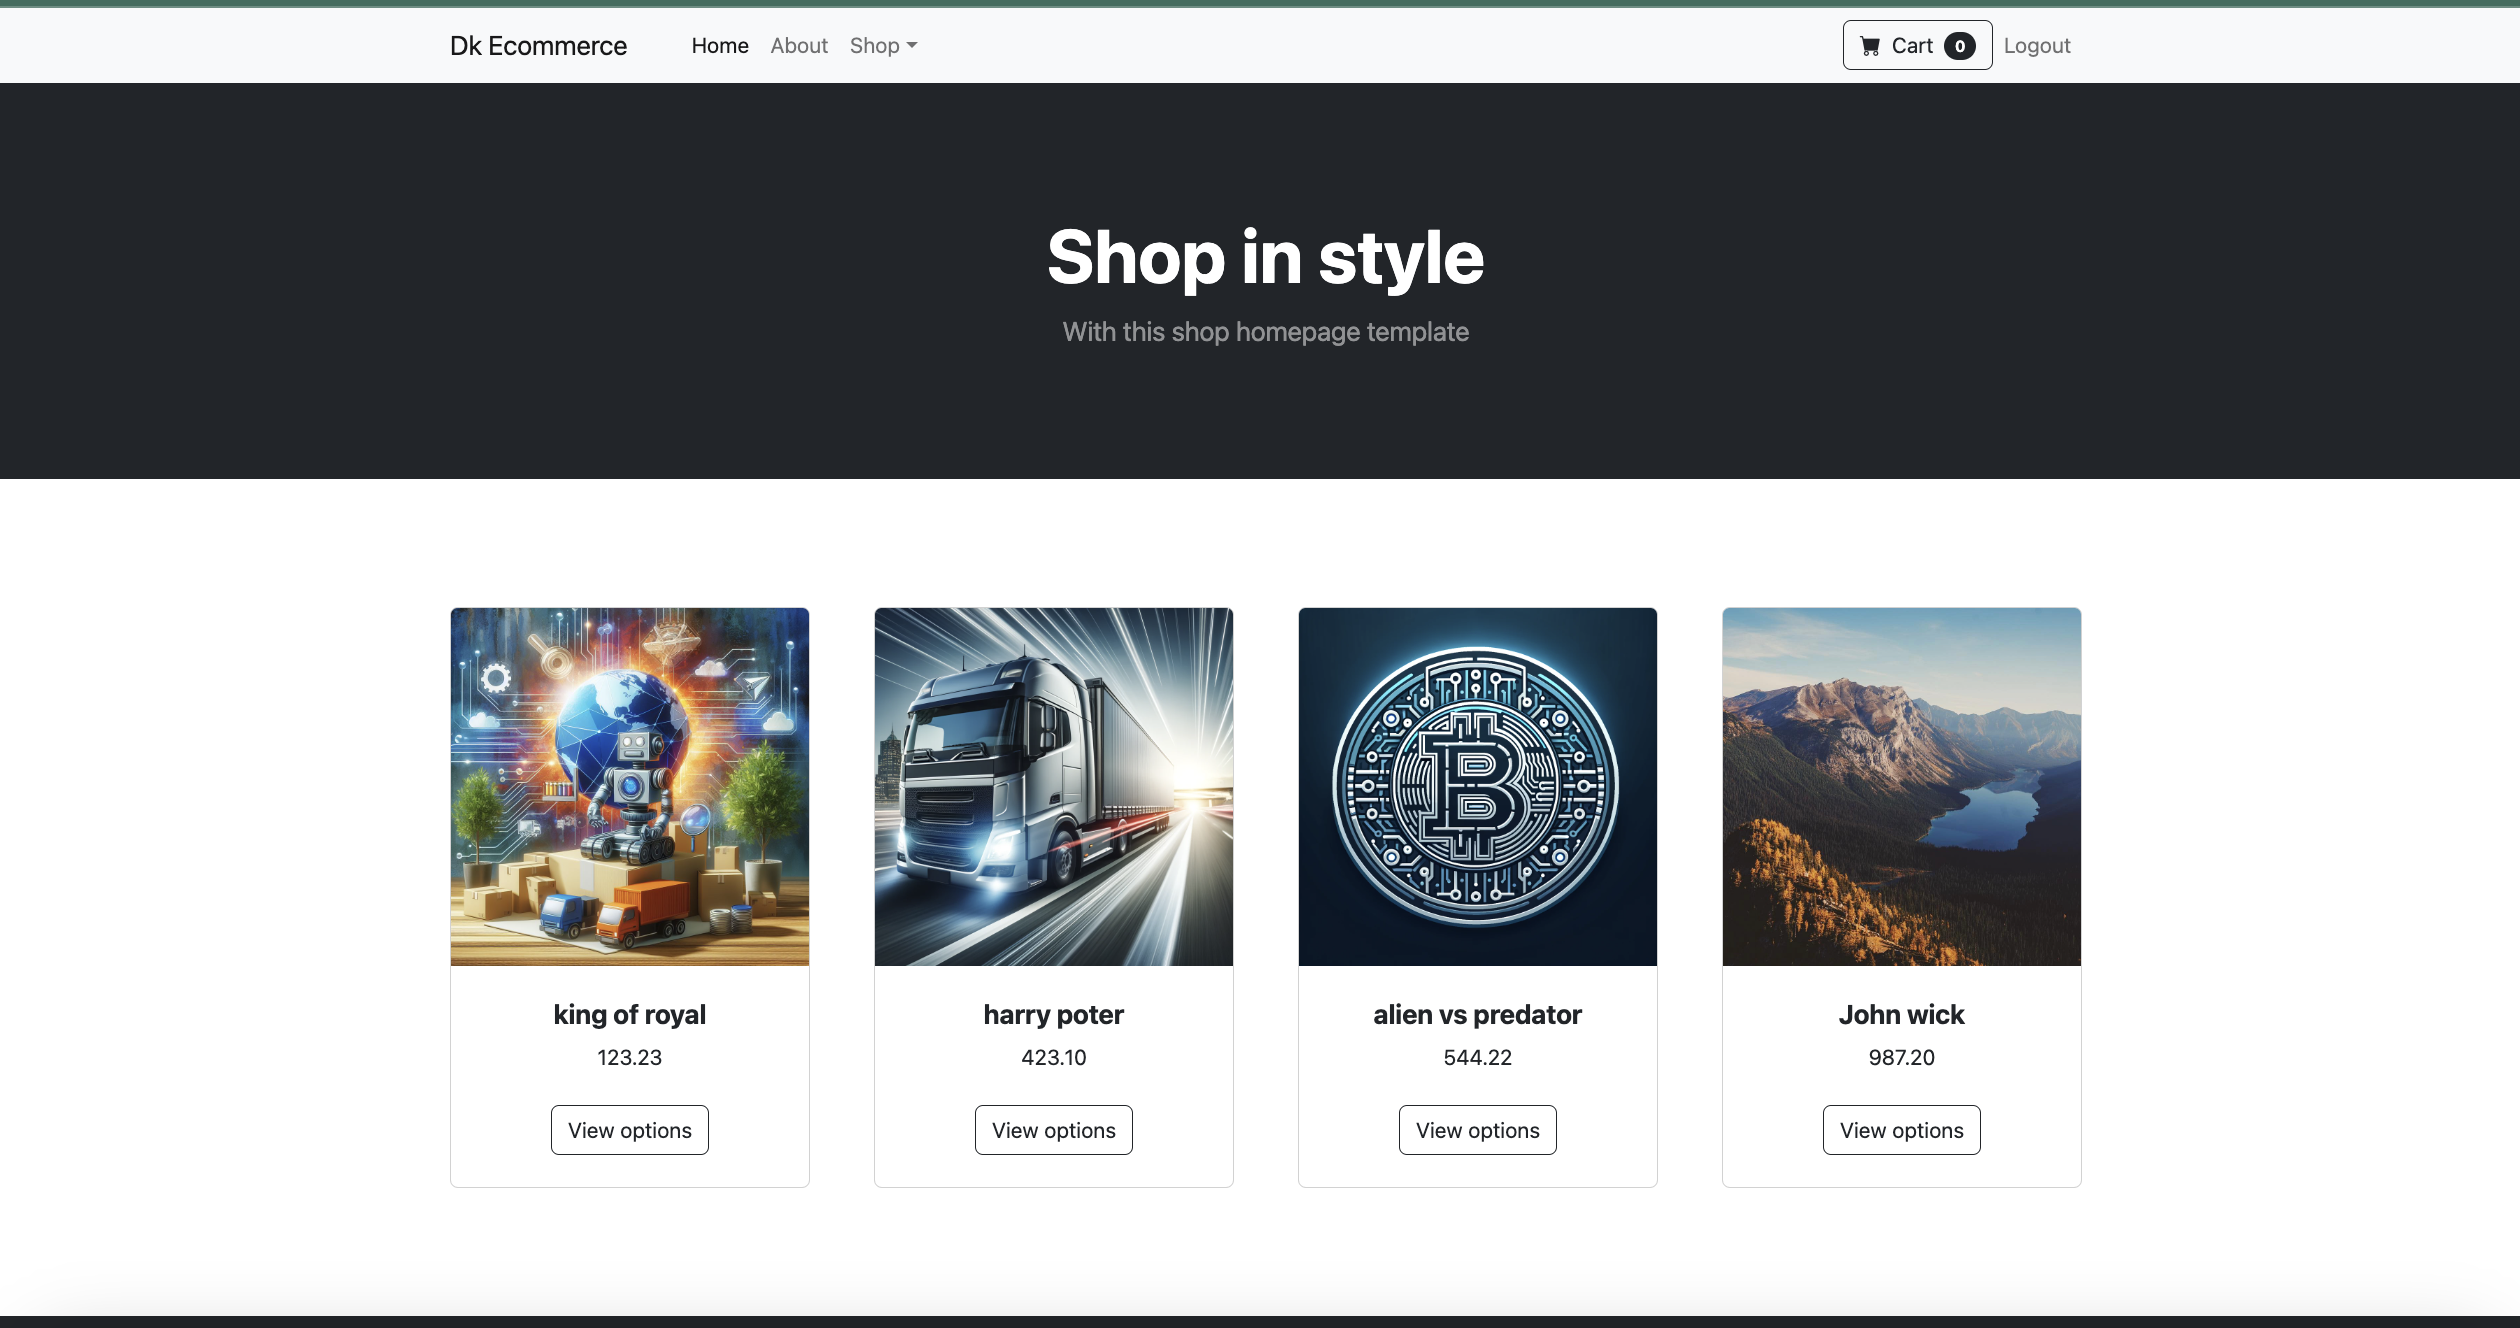 Dk Ecommerce Home About Shop Cart 0 Logout
Shop in style
With this shop homepage template
king of royal
123.23
View options
harry poter
423.10
View options
alien vs predator
544.22
View options
John wick
987.20
View options